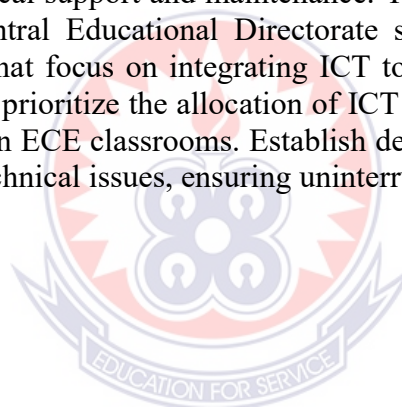 cal support and maintenance. T
ntral Educational Directorate s
hat focus on integrating ICT to
prioritize the allocation of ICT
n ECE classrooms. Establish de
chnical issues, ensuring uninterr
EDUCATION FOR SERVICE